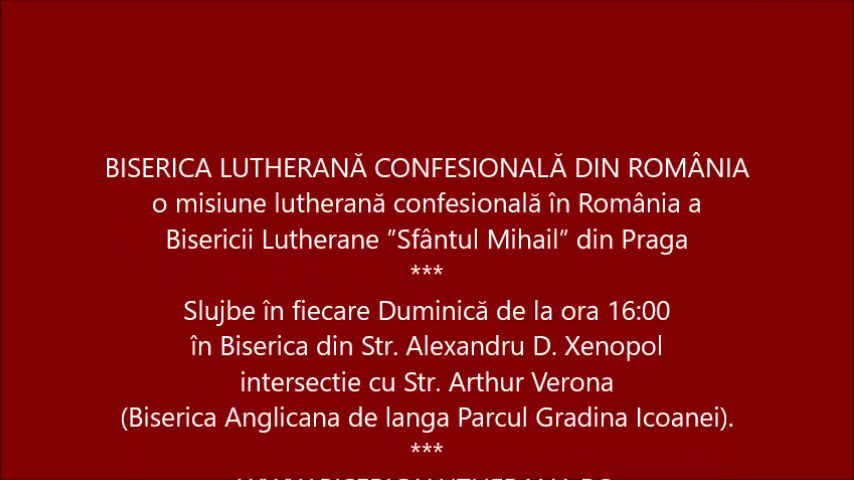 BISERICA LUTHERANĂ CONFESIONALĂ DIN ROMÂNIA
o misiune lutherană confesională în România a
Bisericii Lutherane ”Sfântul Mihail” din Praga
***
Slujbe în fiecare Duminică de la ora 16:00
în Biserica din Str. Alexandru D. Xenopol
intersectie cu Str. Arthur Verona
(Biserica Anglicana de langa Parcul Gradina Icoanei).
***